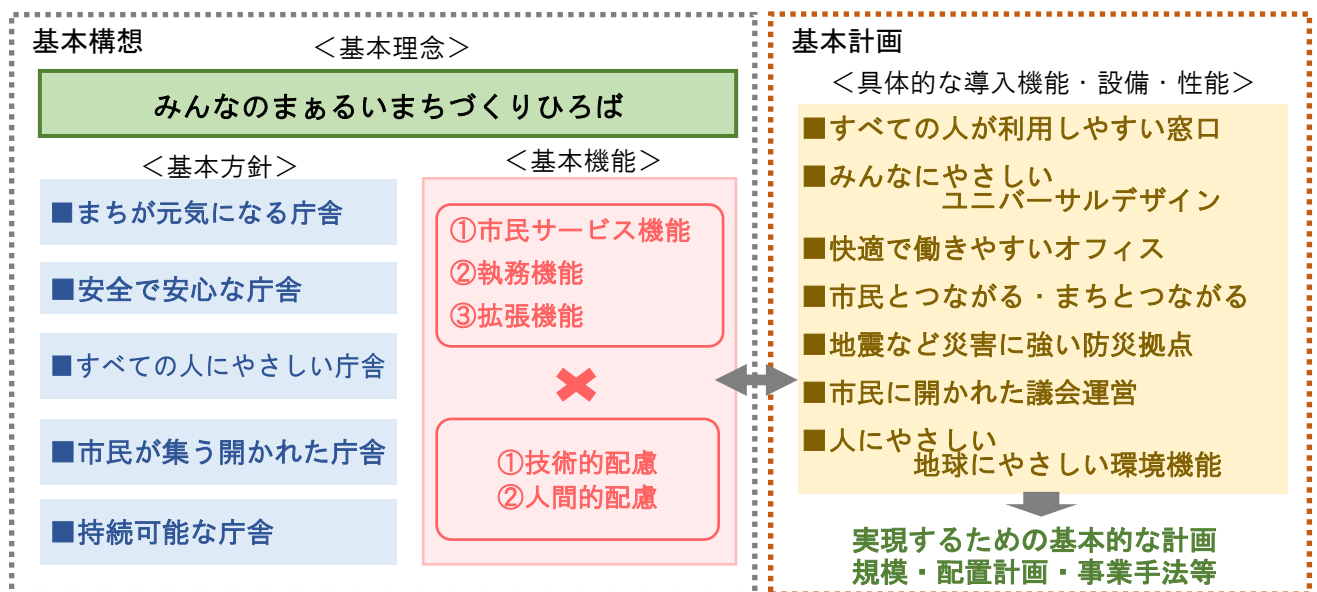 基本構想
＜基本理念＞
みんなのまぁるいまちづくりひろば
＜基本方針＞
■まちが元気になる庁舎
■安全で安心な庁舎
■すべての人にやさしい庁舎
■市民が集う開かれた庁舎
■持続可能な庁舎
＜基本機能＞
①市民サービス機能
②執務機能
③拡張機能
①技術的配慮
②人間的配慮
基本計画
＜具体的な導入機能・設備・性能＞
■すべての人が利用しやすい窓口
■みんなにやさしい
ユニバーサルデザイン
■快適で働きやすいオフィス
■市民とつながる・まちとつながる
■地震など災害に強い防災拠点
■市民に開かれた議会運営
■人にやさしい
地球にやさしい環境機能
実現するための基本的な計画
規模・配置計画・事業手法等